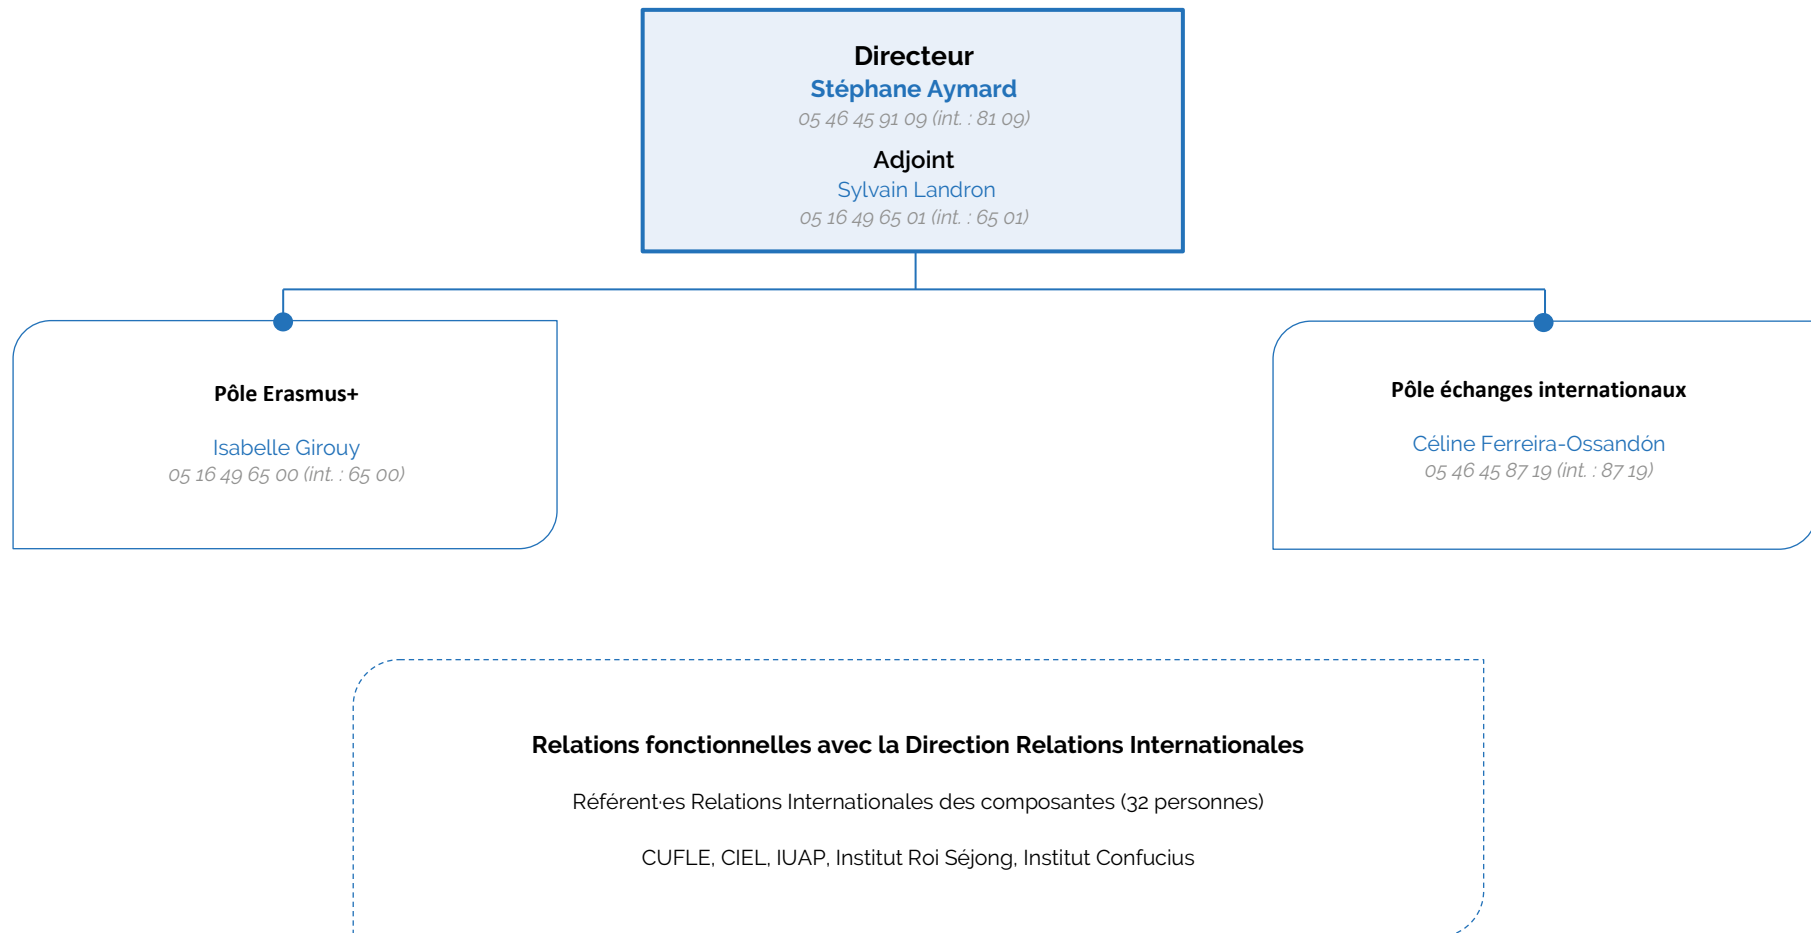 Directeur
Stéphane Aymard
05 46 45 91 09 (int. : 81 09)
Adjoint
Sylvain Landron
05 16 49 65 01 (int. : 65 01)
Pôle Erasmus+
Isabelle Girouy
05 16 49 65 00 (int. : 65 00)
Pôle échanges internationaux
Céline Ferreira-Ossandón
05 46 45 87 19 (int. : 87 19)
Relations fonctionnelles avec la Direction Relations Internationales
Référent·es Relations Internationales des composantes (32 personnes)
CUFLE, CIEL, IUAP, Institut Roi Séjong, Institut Confucius